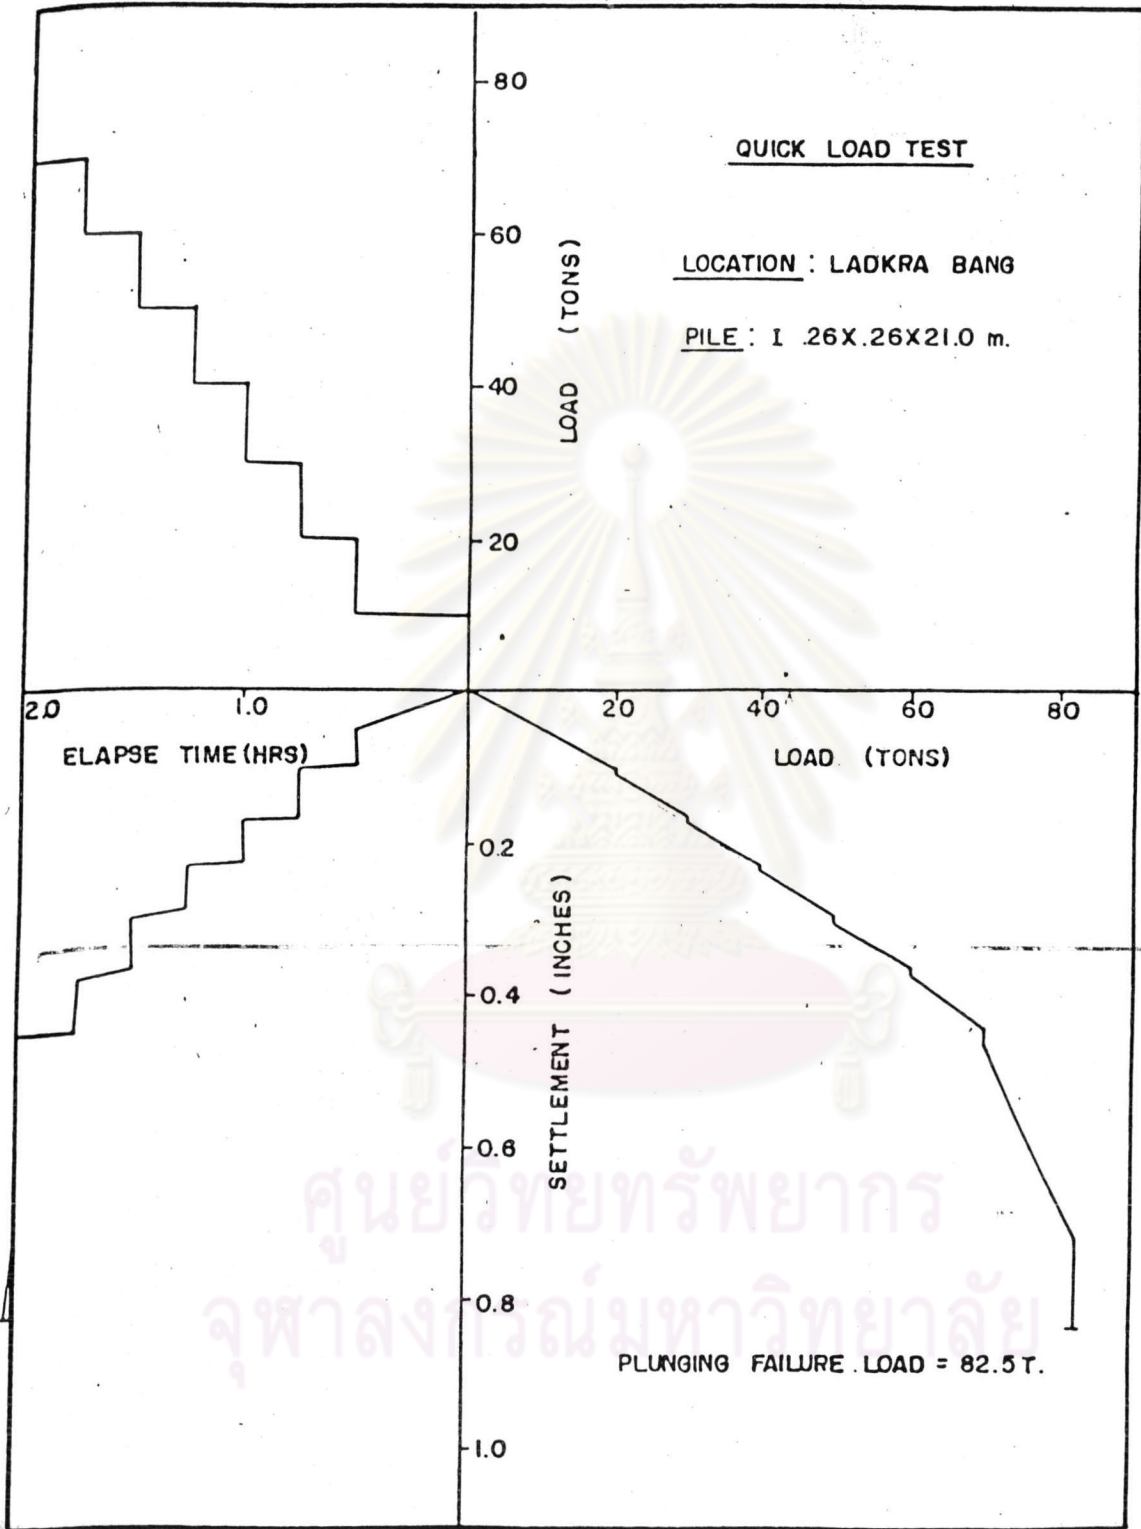 80
QUICK LOAD TEST
60
LOAD (TONS)
LOCATION : LADKRA BANG
PILE : I .26X.26X21.0 m.
40
20
2.0
1.0
20
40
60
80
ELAPSE TIME (HRS)
LOAD (TONS)
0.2
SETTLEMENT (INCHES)
0.4
0.6
ศูนย์วิทยทรัพยากร
0.8
จุฬาลงกรณ์มหาวิทยาลัย
PLUNGING FAILURE. LOAD = 82.5 T.
1.0